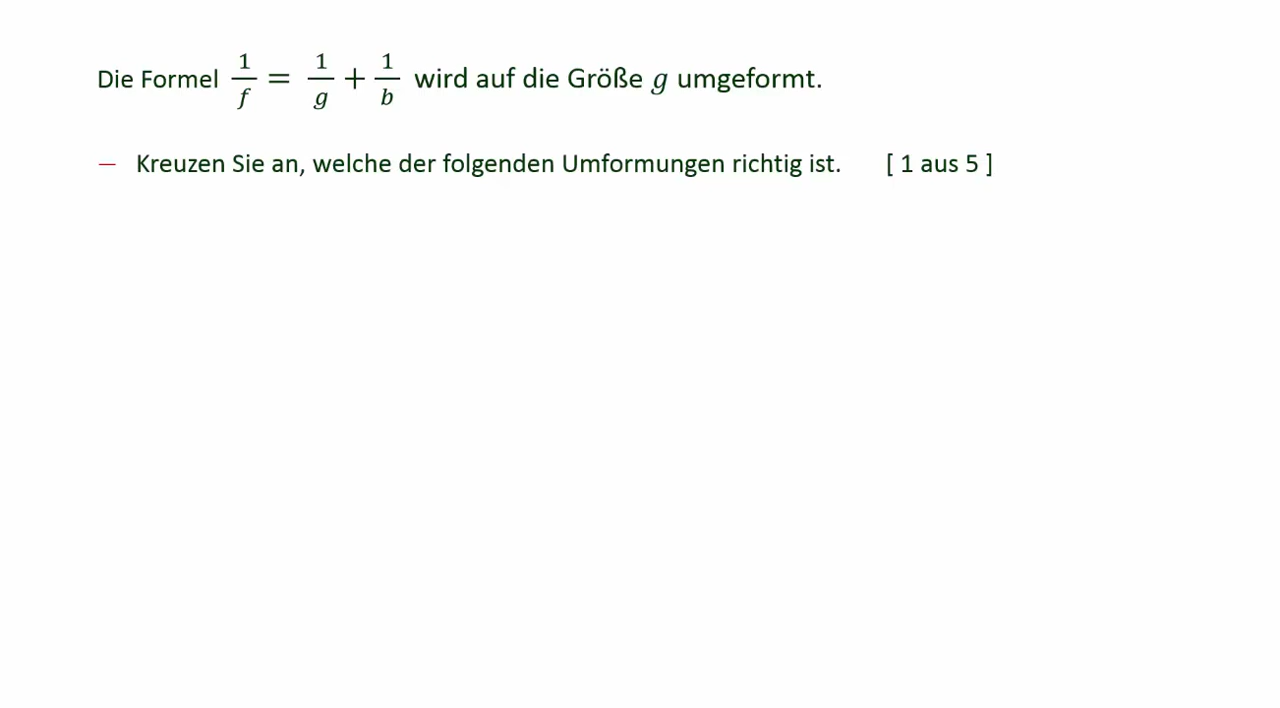 Die Formel 1/f = 1/g + 1/b wird auf die Größe g umgeformt.
– Kreuzen Sie an, welche der folgenden Umformungen richtig ist. [ 1 aus 5 ]